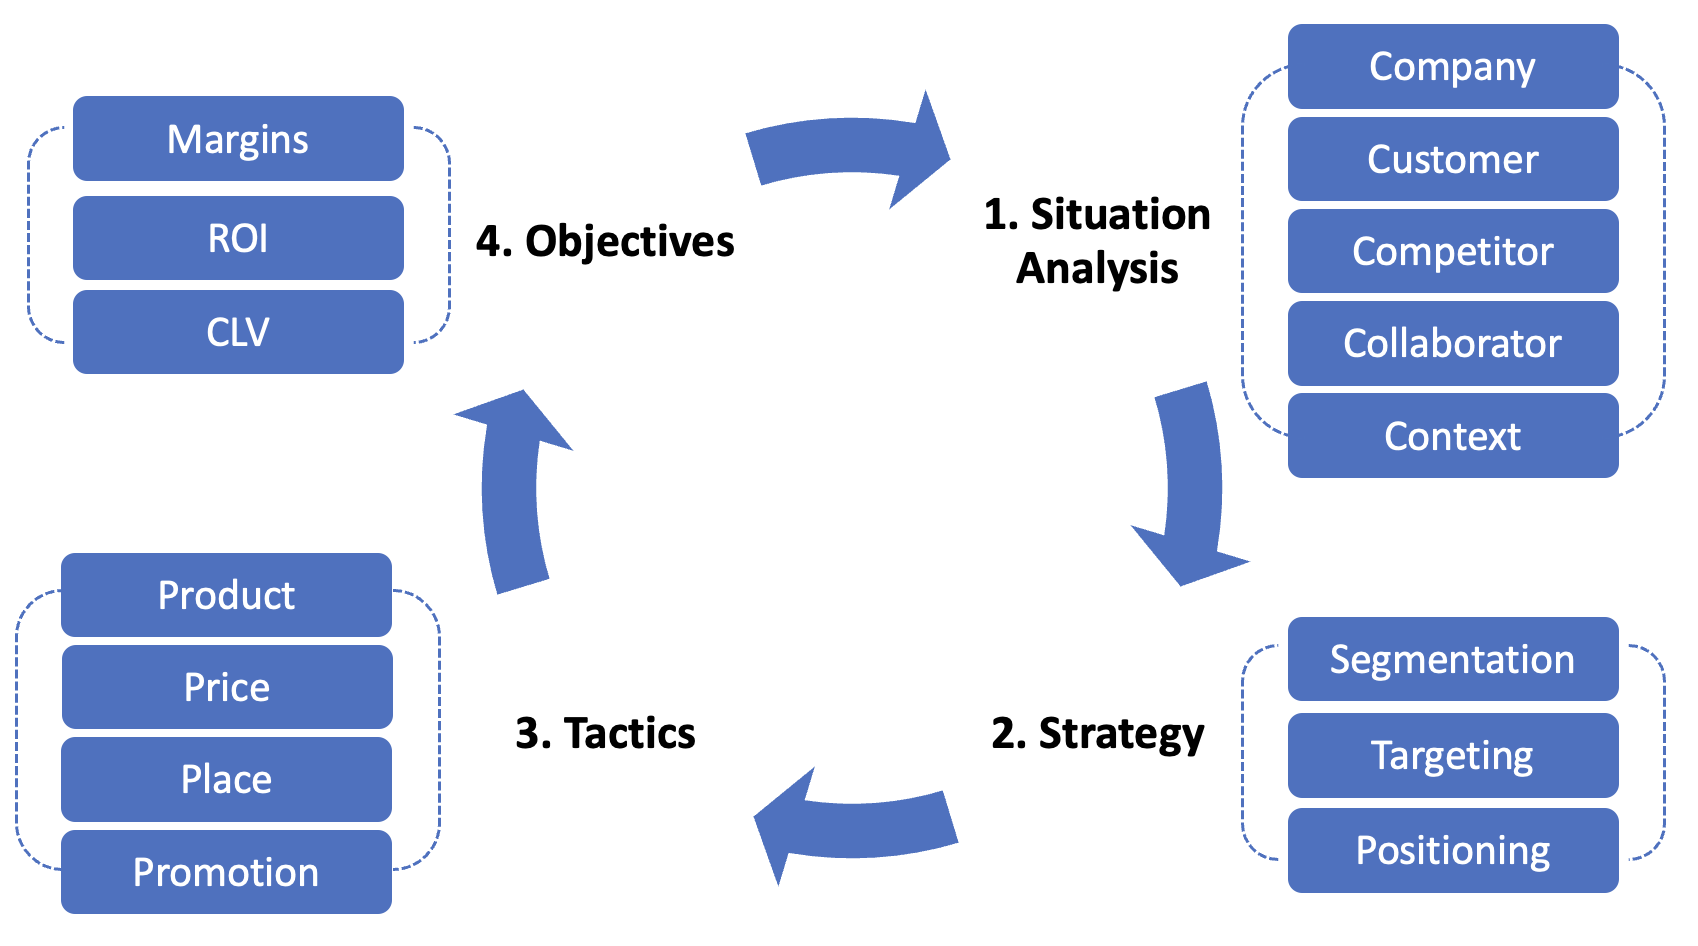 1. Situation
Analysis
Company
Customer
Competitor
Collaborator
Context
2. Strategy
Segmentation
Targeting
Positioning
3. Tactics
Product
Price
Place
Promotion
4. Objectives
Margins
ROI
CLV